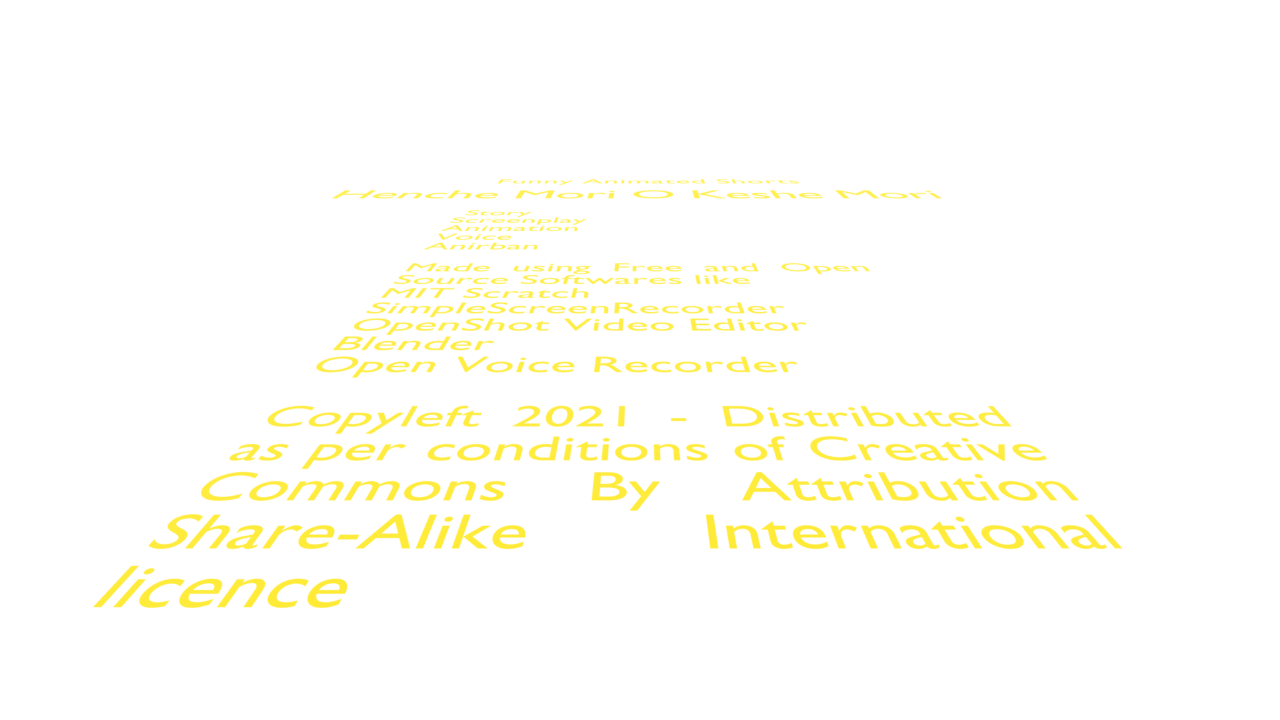 Funny Animated Shorts
Henche Mori O Keshe Mori
Story
Screenplay
Animation
Voice
Anirban
Made using Free and Open
Source Softwares like
MIT Scratch
SimpleScreenRecorder
OpenShot Video Editor
Blender
Open Voice Recorder
Copyleft 2021 - Distributed
as per conditions of Creative
Commons By Attribution
Share-Alike International
licence